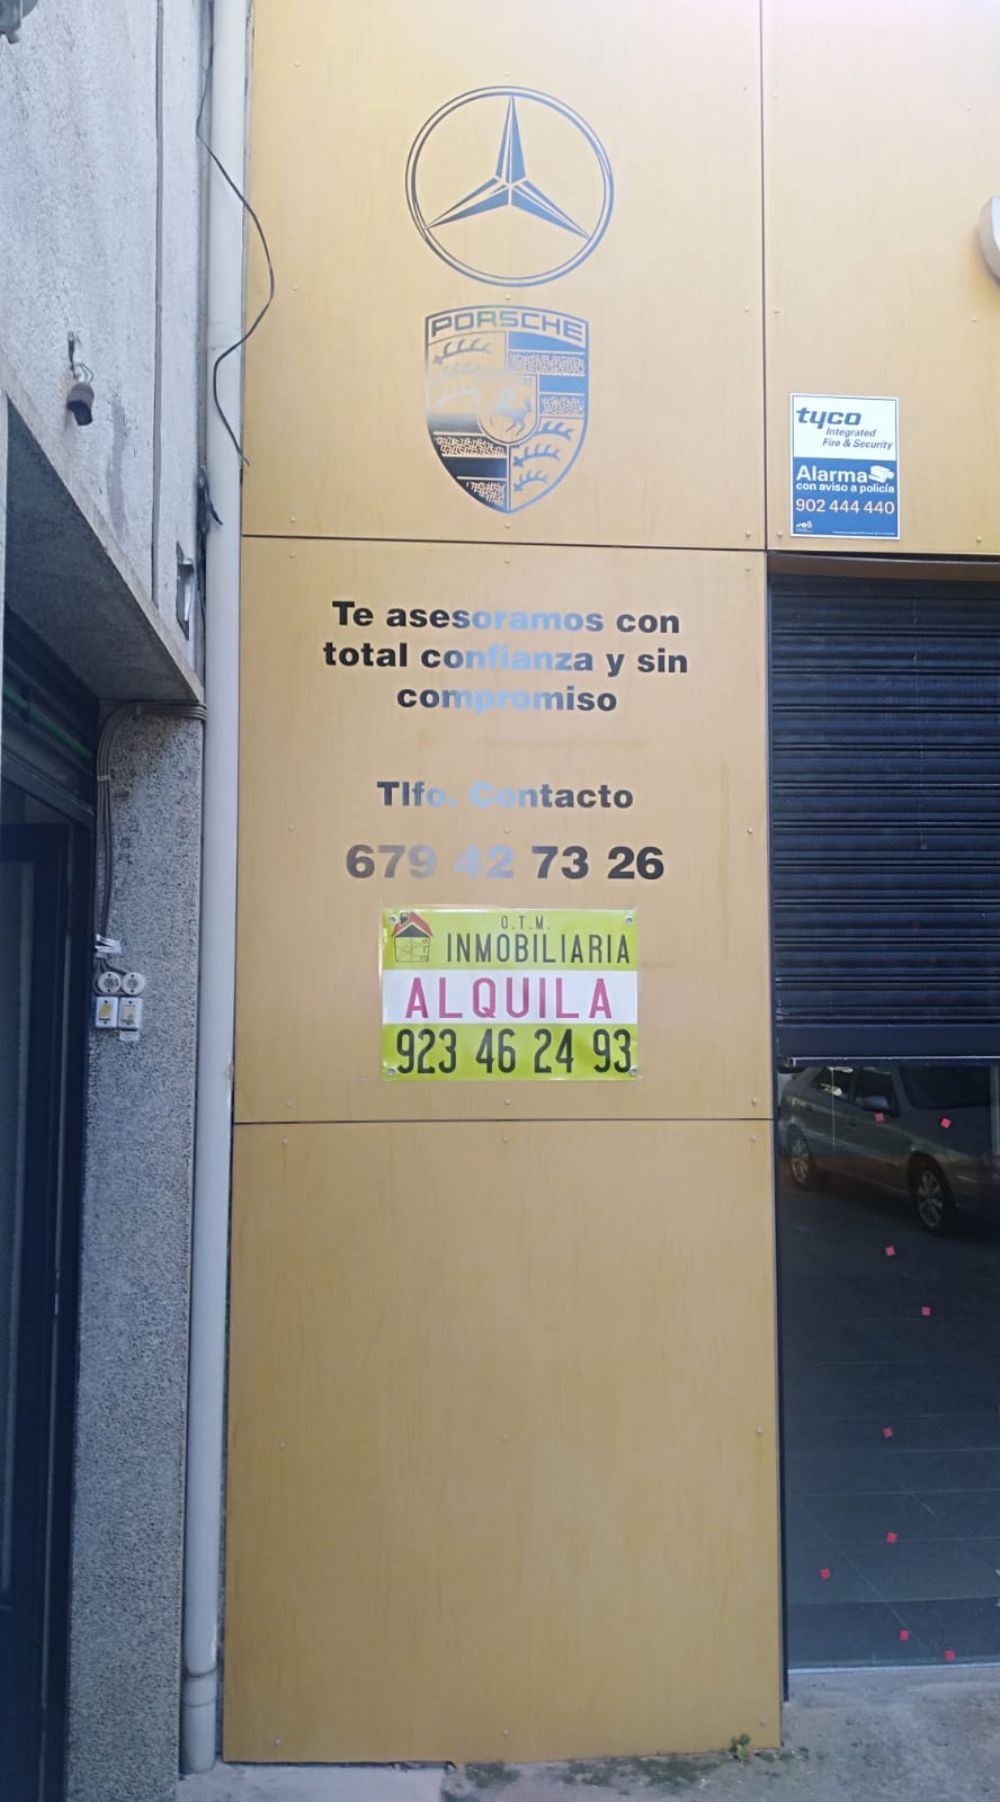 PORSCHE
tyco
Integrated
Fire & Security
Alarma
con aviso a policía
902 444 440
Te asesoramos con
total confianza y sin
compromiso
Tlfo. Contacto
679 42 73 26
O.T.M.
INMOBILIARIA
ALQUILA
923 46 24 93